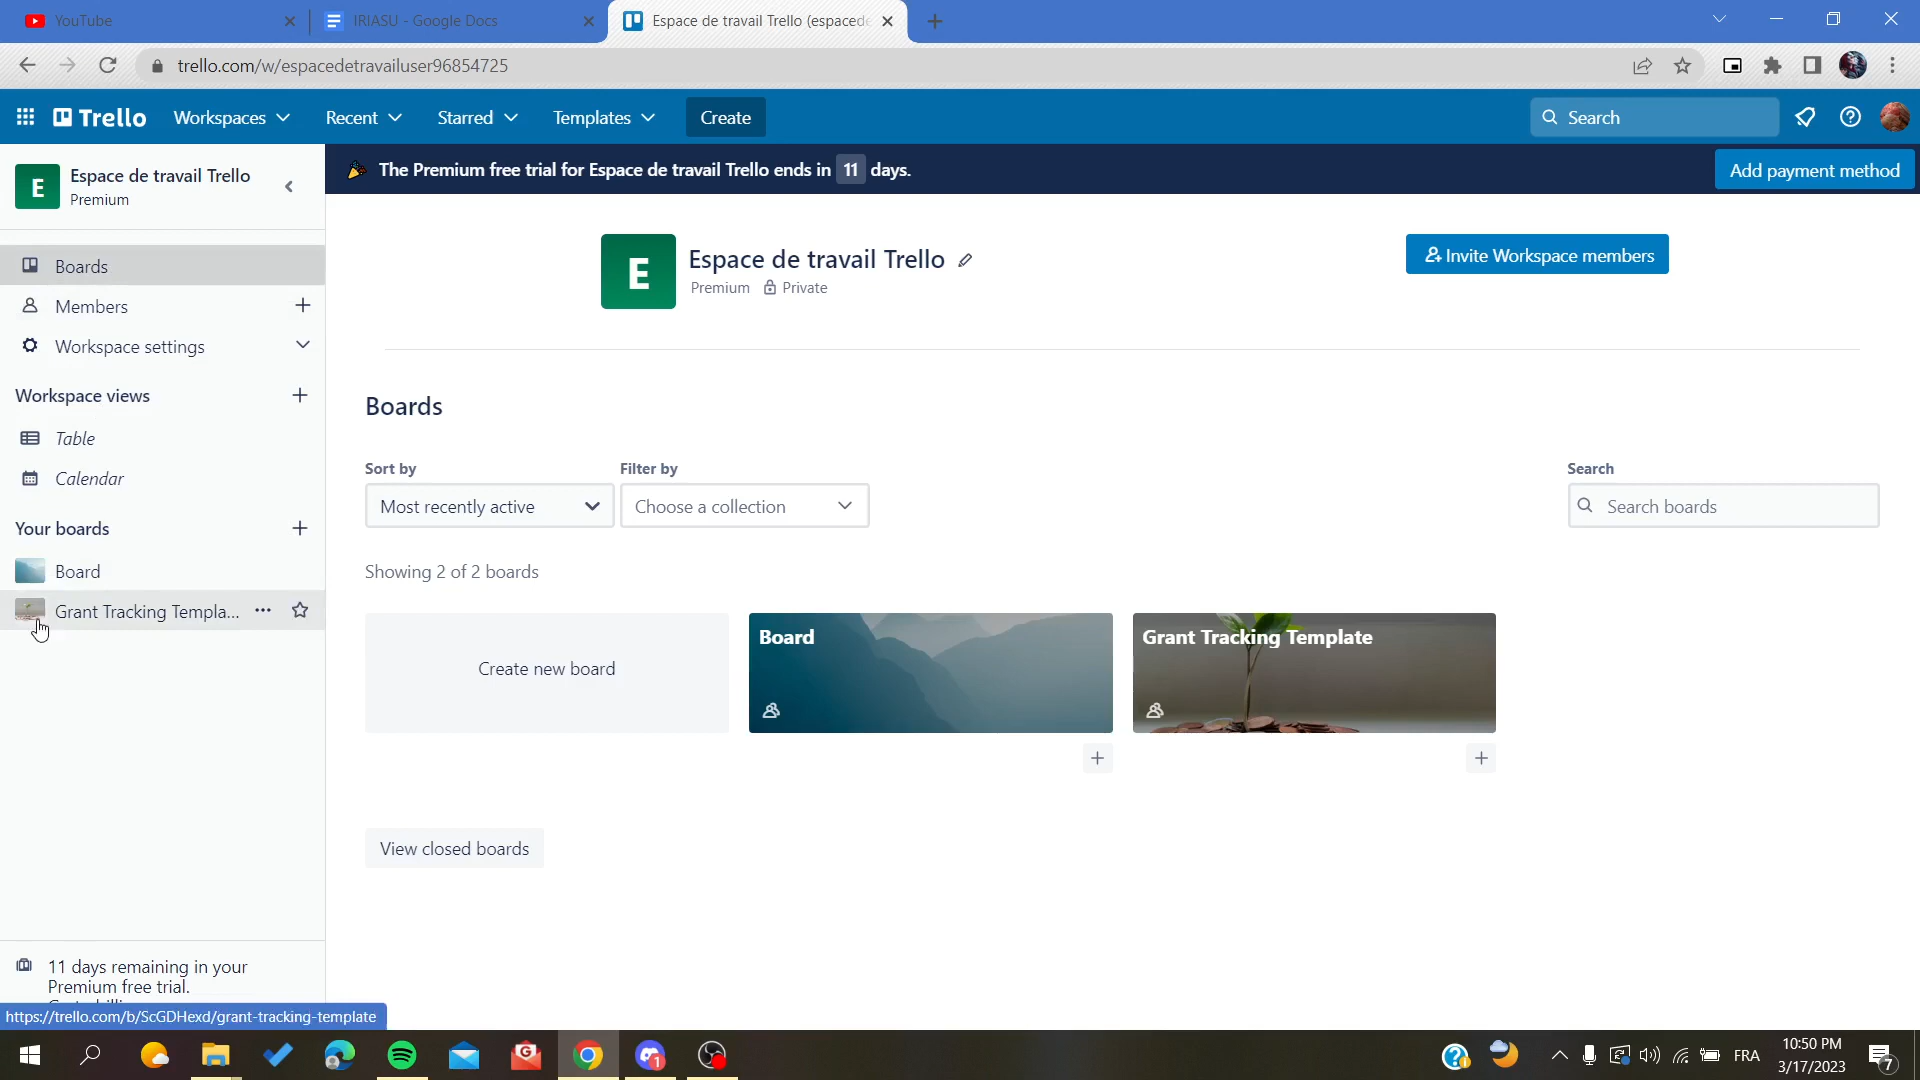 YouTube
IRIASU - Google Docs
Espace de travail Trello (espacede
trello.com/w/espacedetravailuser96854725
Trello
Workspaces
Recent
Starred
Templates
Create
Search
E
Espace de travail Trello
Premium
The Premium free trial for Espace de travail Trello ends in 11 days.
Add payment method
Boards
Members
Workspace settings
Workspace views
Table
Calendar
Your boards
Board
Grant Tracking Templa...
E
Espace de travail Trello
Premium
Private
Invite Workspace members
Boards
Sort by
Filter by
Search
Most recently active
Choose a collection
Search boards
Showing 2 of 2 boards
Create new board
Board
Grant Tracking Template
View closed boards
11 days remaining in your
Premium free trial.
https://trello.com/b/ScGDHexd/grant-tracking-template
1
FRA
10:50 PM
3/17/2023
7